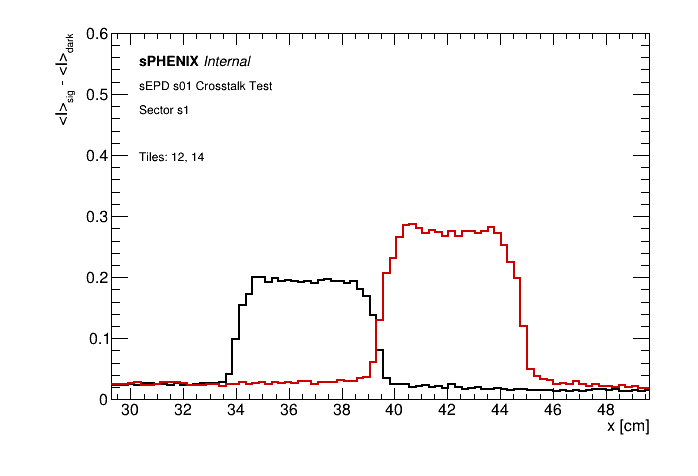 0.6
<I>sig - <I>dark
sPHENIX Internal
sEPD s01 Crosstalk Test
0.5
Sector s1
0.4
Tiles: 12, 14
0.3
0.2
0.1
0
30 32 34 36 38 40 42 44 46 48
x [cm]